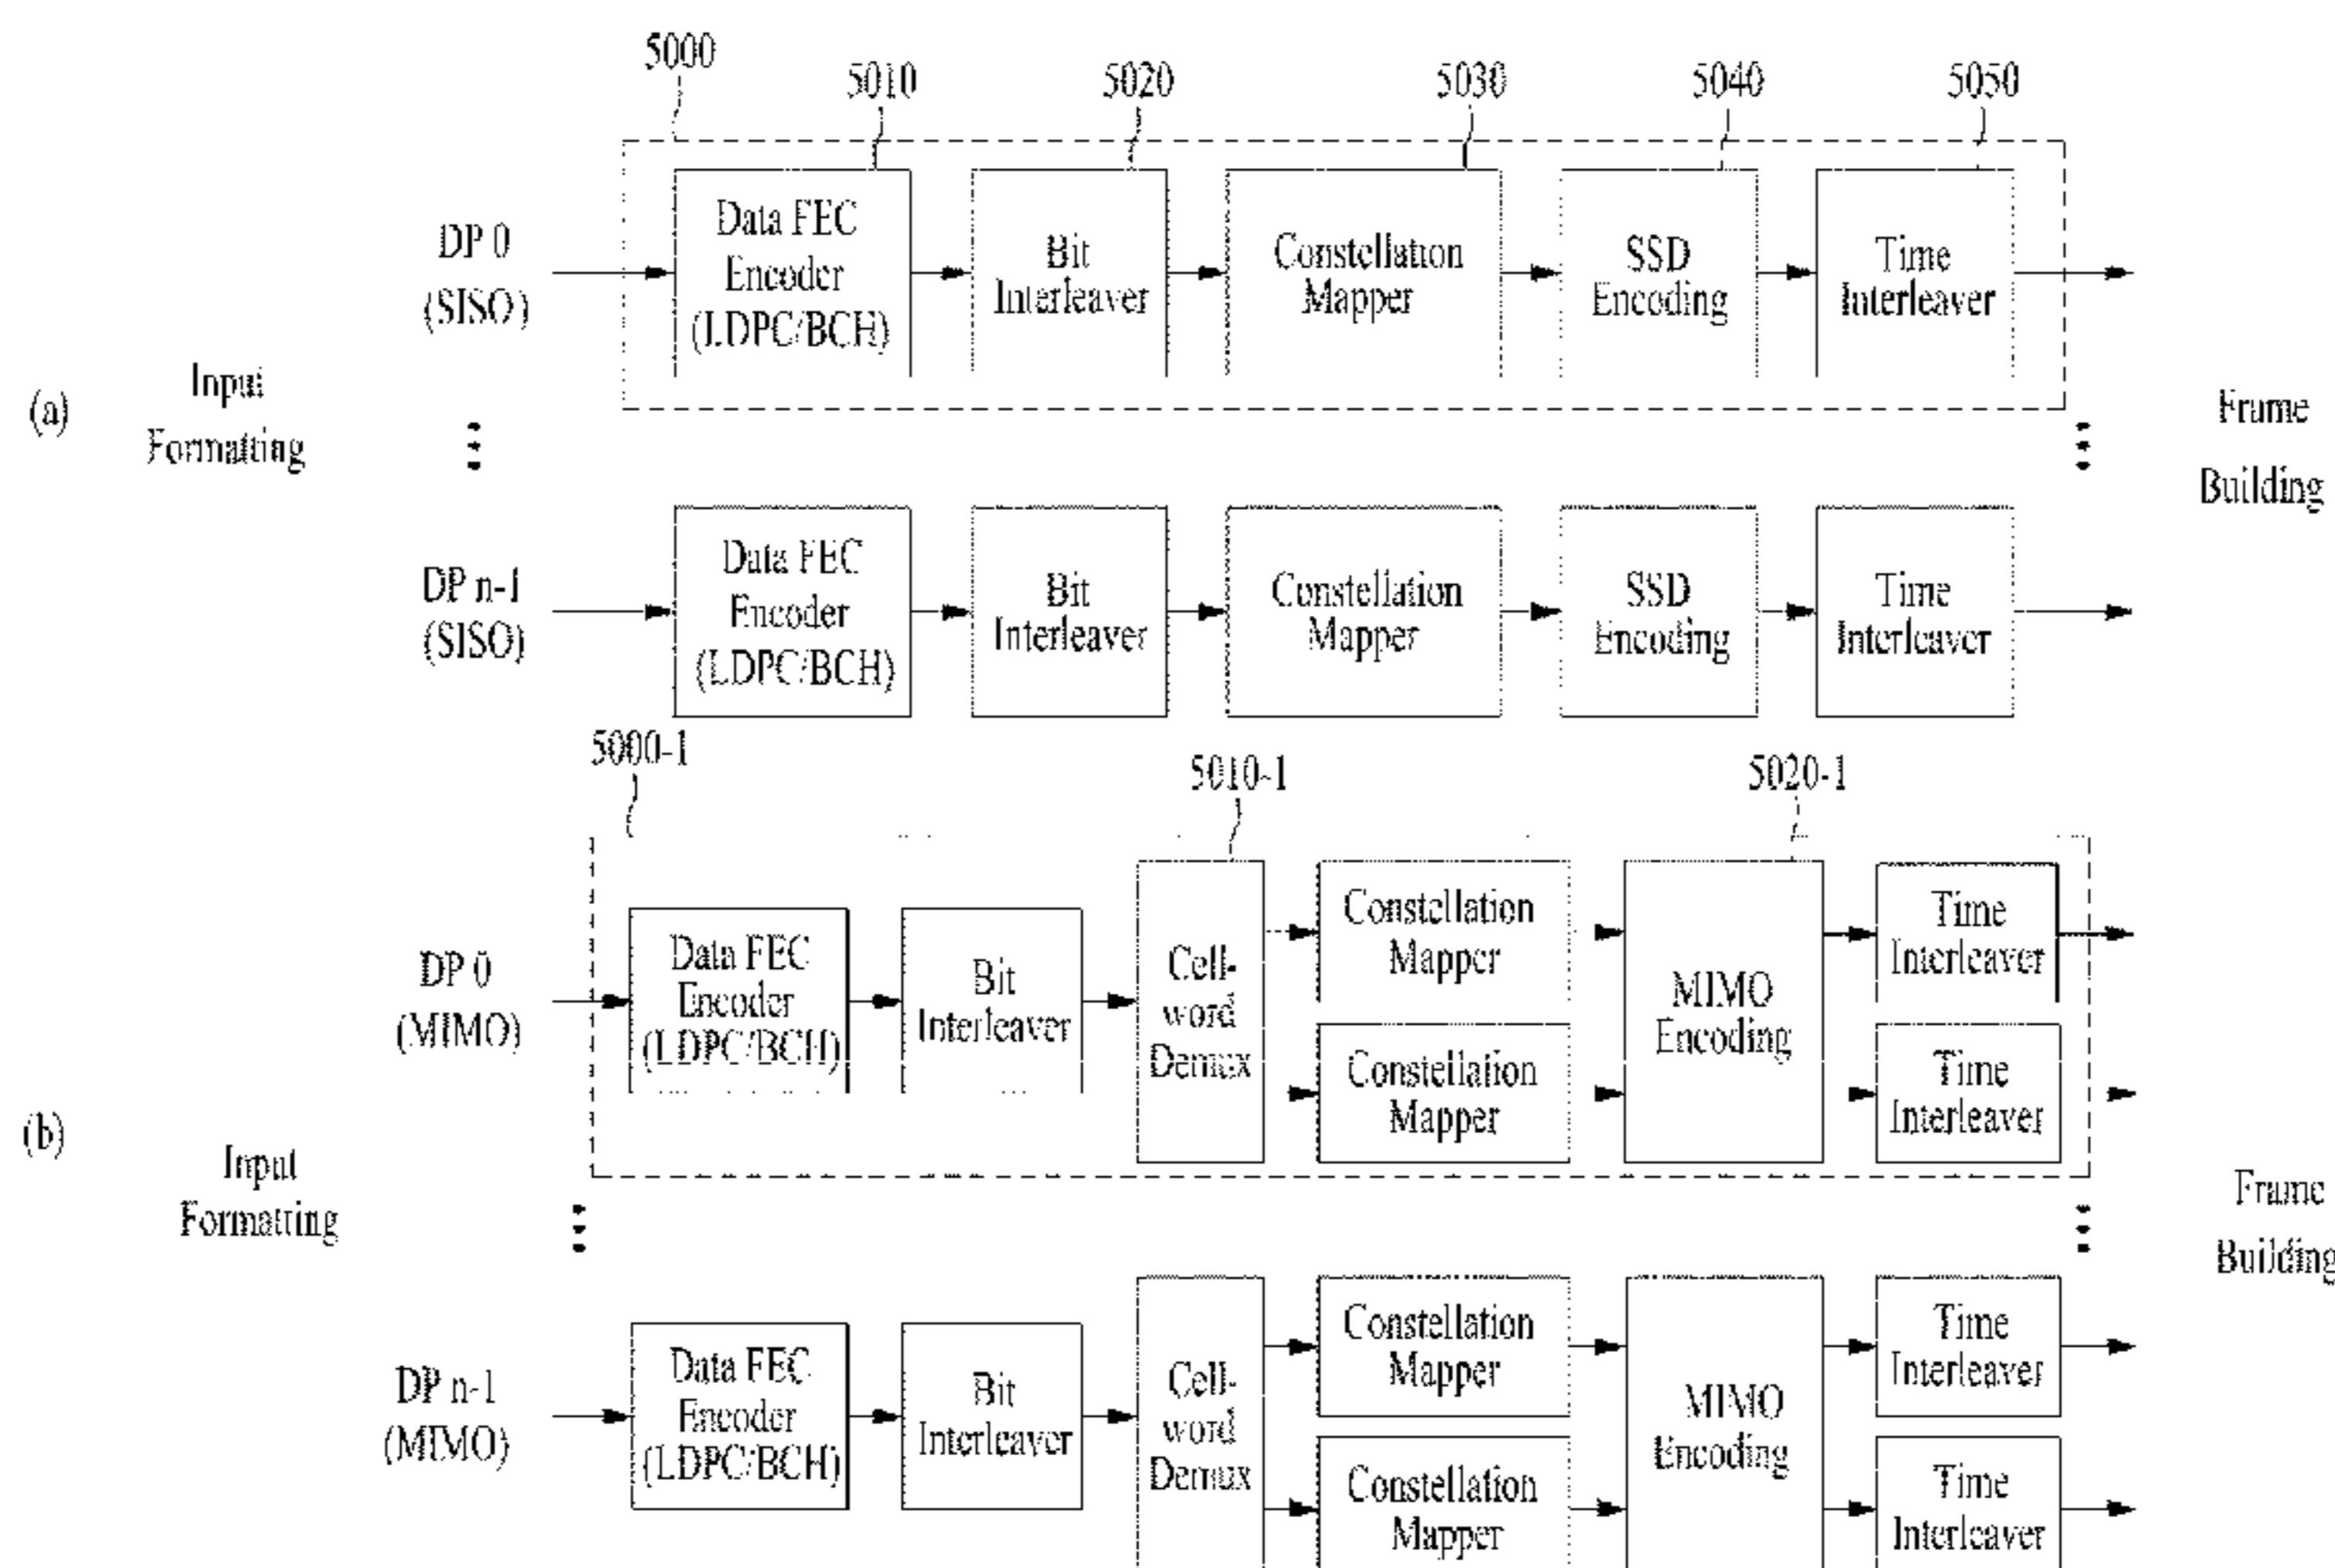 5000
5010
5020
5030
5040
5050
DP 0
(SISO)
Data FEC
Encoder
(LDPC/BCH)
Bit
Interleaver
Constellation
Mapper
SSD
Encoding
Time
Interleaver
(a)
Input
Formatting
Frame
Building
DP n-1
(SISO)
Data FEC
Encoder
(LDPC/BCH)
Bit
Interleaver
Constellation
Mapper
SSD
Encoding
Time
Interleaver
5000-1
5010-1
5020-1
DP 0
(MIMO)
Data FEC
Encoder
(LDPC/BCH)
Bit
Interleaver
Cell-
word
Demux
Constellation
Mapper
Constellation
Mapper
MIMO
Encoding
Time
Interleaver
Time
Interleaver
(b)
Input
Formatting
Frame
Building
DP n-1
(MIMO)
Data FEC
Encoder
(LDPC/BCH)
Bit
Interleaver
Cell-
word
Demux
Constellation
Mapper
Constellation
Mapper
MIMO
Encoding
Time
Interleaver
Time
Interleaver